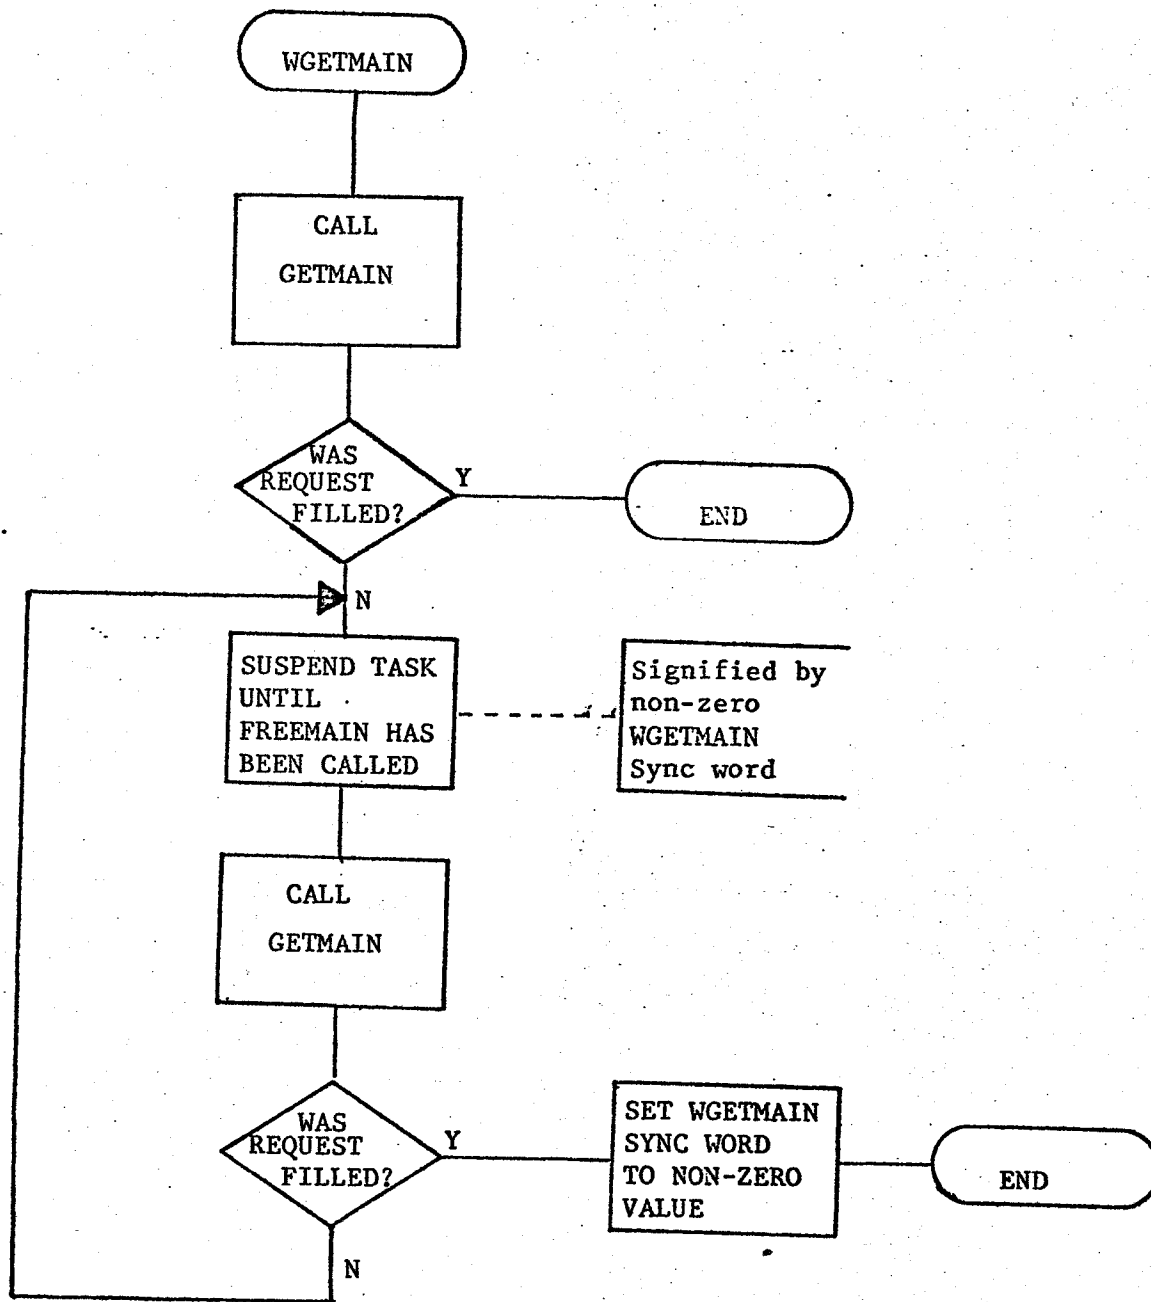 WGETMAIN
CALL
GETMAIN
WAS
REQUEST
FILLED?
Y
END
N
SUSPEND TASK
UNTIL
FREEMAIN HAS
BEEN CALLED
Signified by
non-zero
WGETMAIN
Sync word
CALL
GETMAIN
WAS
REQUEST
FILLED?
Y
SET WGETMAIN
SYNC WORD
TO NON-ZERO
VALUE
END
N